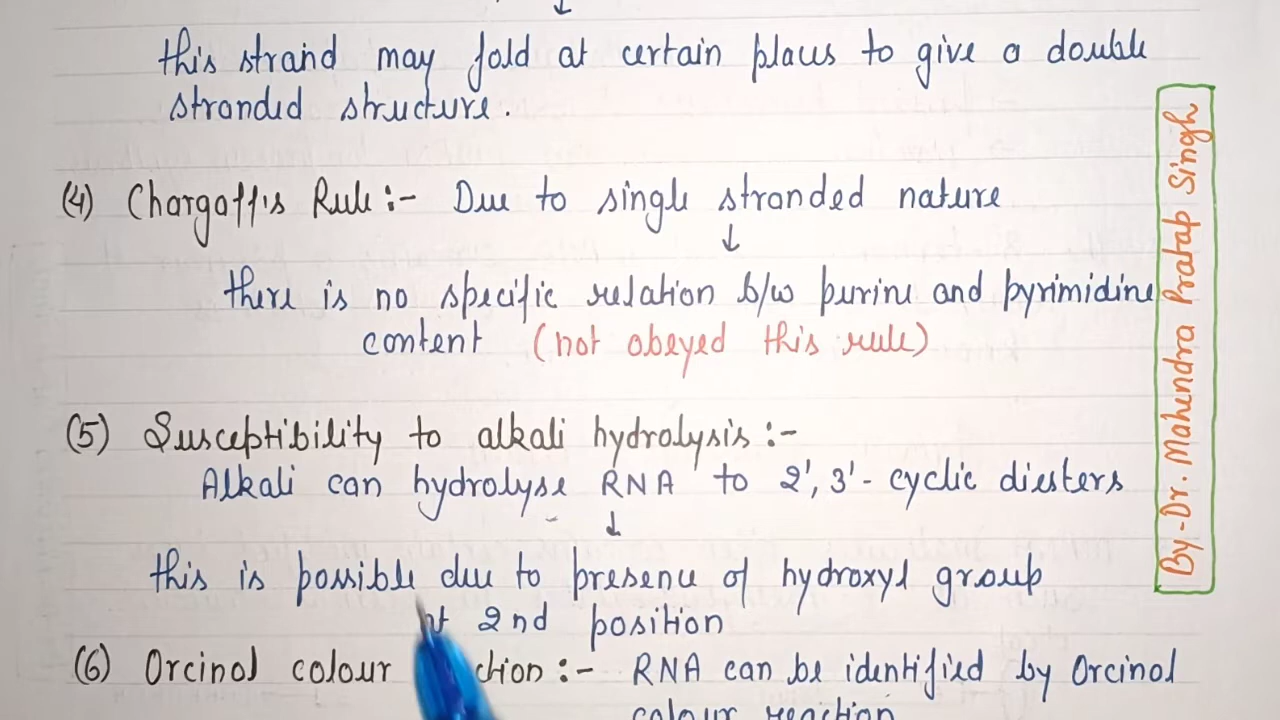 this strand may fold at certain places to give a double
stranded structure.
(4) Chargaff's Rule:- Due to single stranded nature
↓
there is no specific relation b/w purine and pyrimidine
content (not obeyed this rule)
(5) Susceptibility to alkali hydrolysis:-
Alkali can hydrolyse RNA to 2', 3'- cyclic diesters
↓
this is possible due to presence of hydroxyl group
2nd position
(6) Orcinol colour :- RNA can be identified by Orcinol
colour reaction
By-Dr. Mahendra Pratap Singh